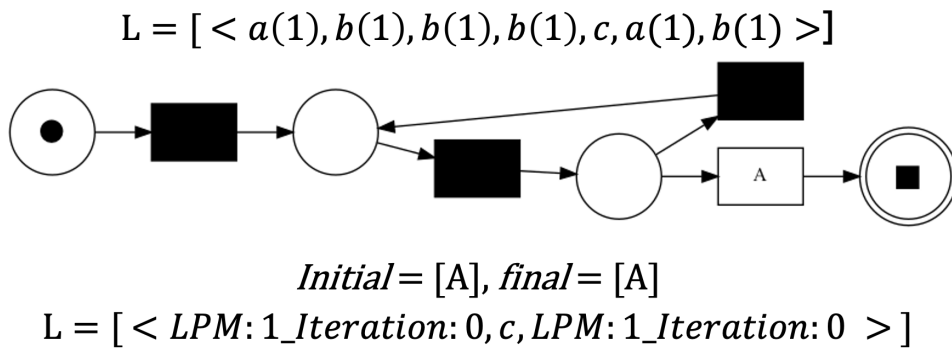 L = [ < a(1), b(1), b(1), b(1), c, a(1), b(1) >]
A
Initial = [A], final = [A]
L = [ < LPM: 1_Iteration: 0, c, LPM: 1_Iteration: 0 > ]